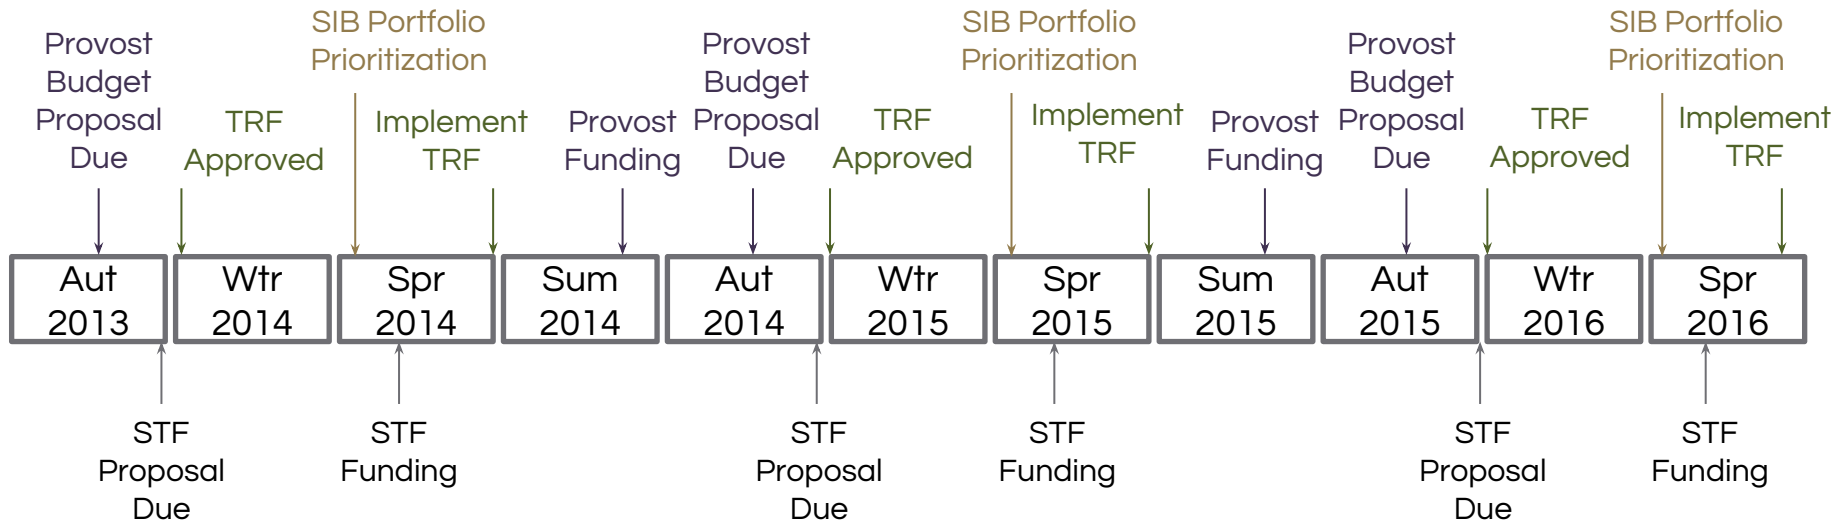 SIB Portfolio
Prioritization
SIB Portfolio
Prioritization
SIB Portfolio
Prioritization
Provost
Budget
Proposal
Due
TRF
Approved
Implement
TRF
Provost
Funding
Provost
Budget
Proposal
Due
TRF
Approved
Implement
TRF
Provost
Funding
Provost
Budget
Proposal
Due
TRF
Approved
Implement
TRF
Aut
2013
Wtr
2014
Spr
2014
Sum
2014
Aut
2014
Wtr
2015
Spr
2015
Sum
2015
Aut
2015
Wtr
2016
Spr
2016
STF
Proposal
Due
STF
Funding
STF
Proposal
Due
STF
Funding
STF
Proposal
Due
STF
Funding